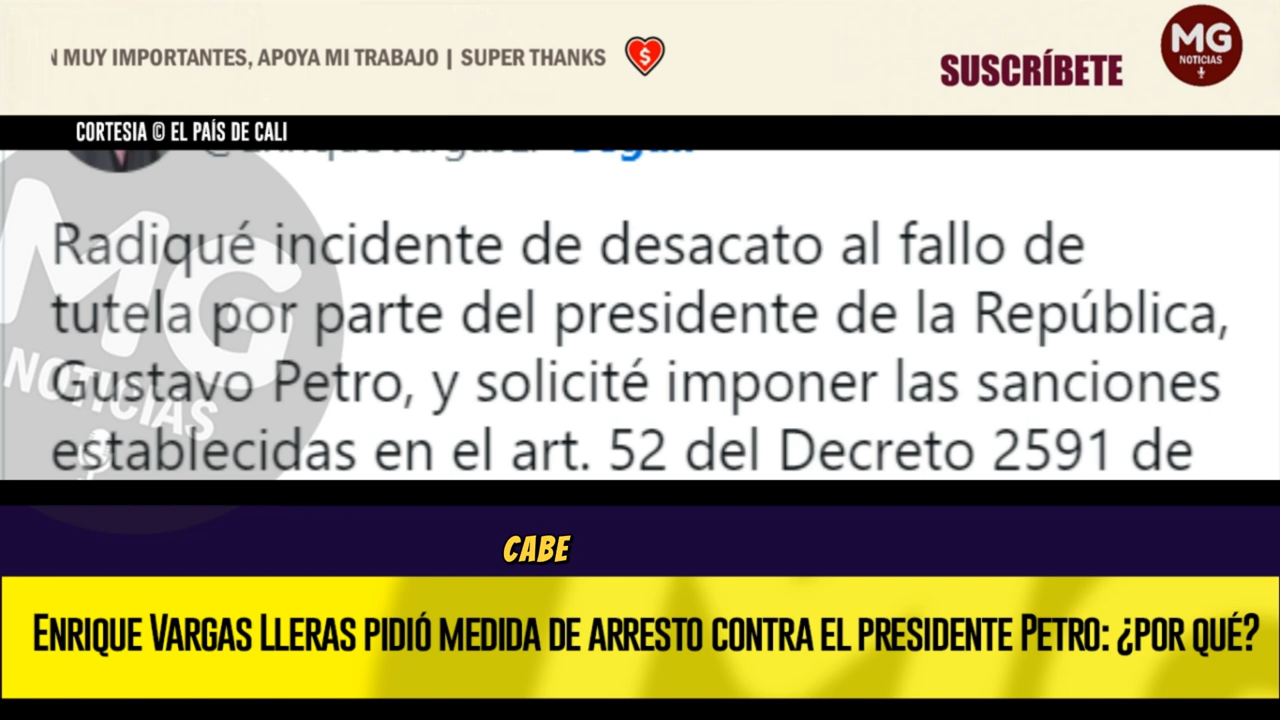 MUY IMPORTANTES, APOYA MI TRABAJO | SUPER THANKS
$
SUSCRÍBETE
MG
NOTICIAS
CORTESIA © EL PAÍS DE CALI
Radiqué incidente de desacato al fallo de
tutela por parte del presidente de la República,
Gustavo Petro, y solicité imponer las sanciones
establecidas en el art. 52 del Decreto 2591 de
MG
NOTICIAS
CABE
ENRIQUE VARGAS LLERAS PIDIÓ MEDIDA DE ARRESTO CONTRA EL PRESIDENTE PETRO: ¿POR QUÉ?